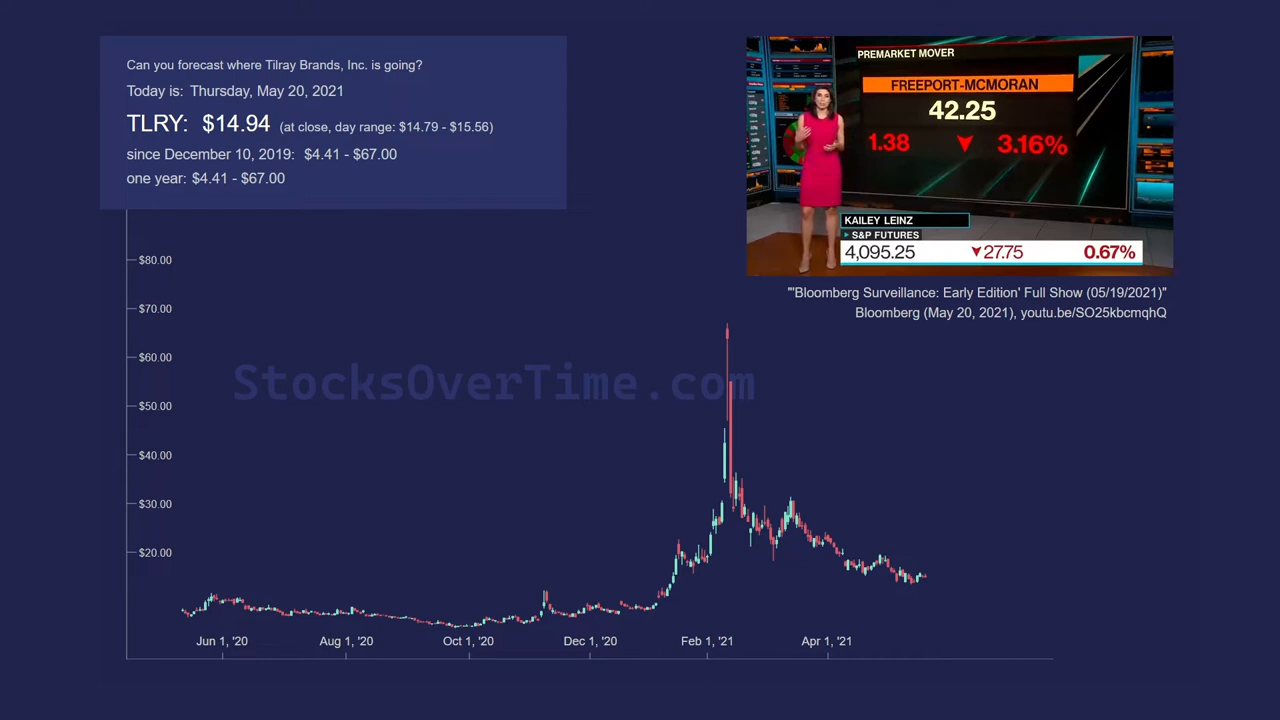 Can you forecast where Tilray Brands, Inc. is going?
Today is: Thursday, May 20, 2021
TLRY: $14.94 (at close, day range: $14.79 - $15.56)
since December 10, 2019: $4.41 - $67.00
one year: $4.41 - $67.00
PREMARKET MOVER
FREEPORT-MCMORAN
42.25
1.38 3.16%
KAILEY LEINZ
S&P FUTURES
4,095.25 27.75 0.67%
"'Bloomberg Surveillance: Early Edition' Full Show (05/19/2021)"
Bloomberg (May 20, 2021), youtu.be/SO25kbcmqhQ
$80.00
$70.00
$60.00
StocksOverTime.com
$50.00
$40.00
$30.00
$20.00
Jun 1, '20 Aug 1, '20 Oct 1, '20 Dec 1, '20 Feb 1, '21 Apr 1, '21